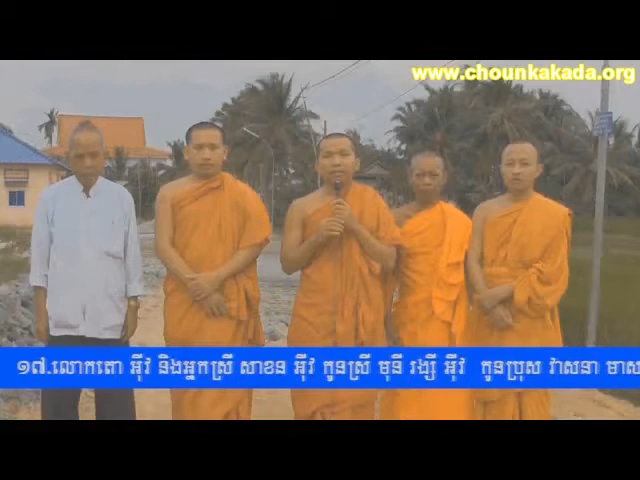 www.chounkakada.org
១៧.លោកតោ អ៊ីវ និងអ្នកស្រី សាខន អ៊ីវ កូនស្រី មុនី រង្ស៊ី អ៊ីវ កូនប្រុស វាសនា មាស